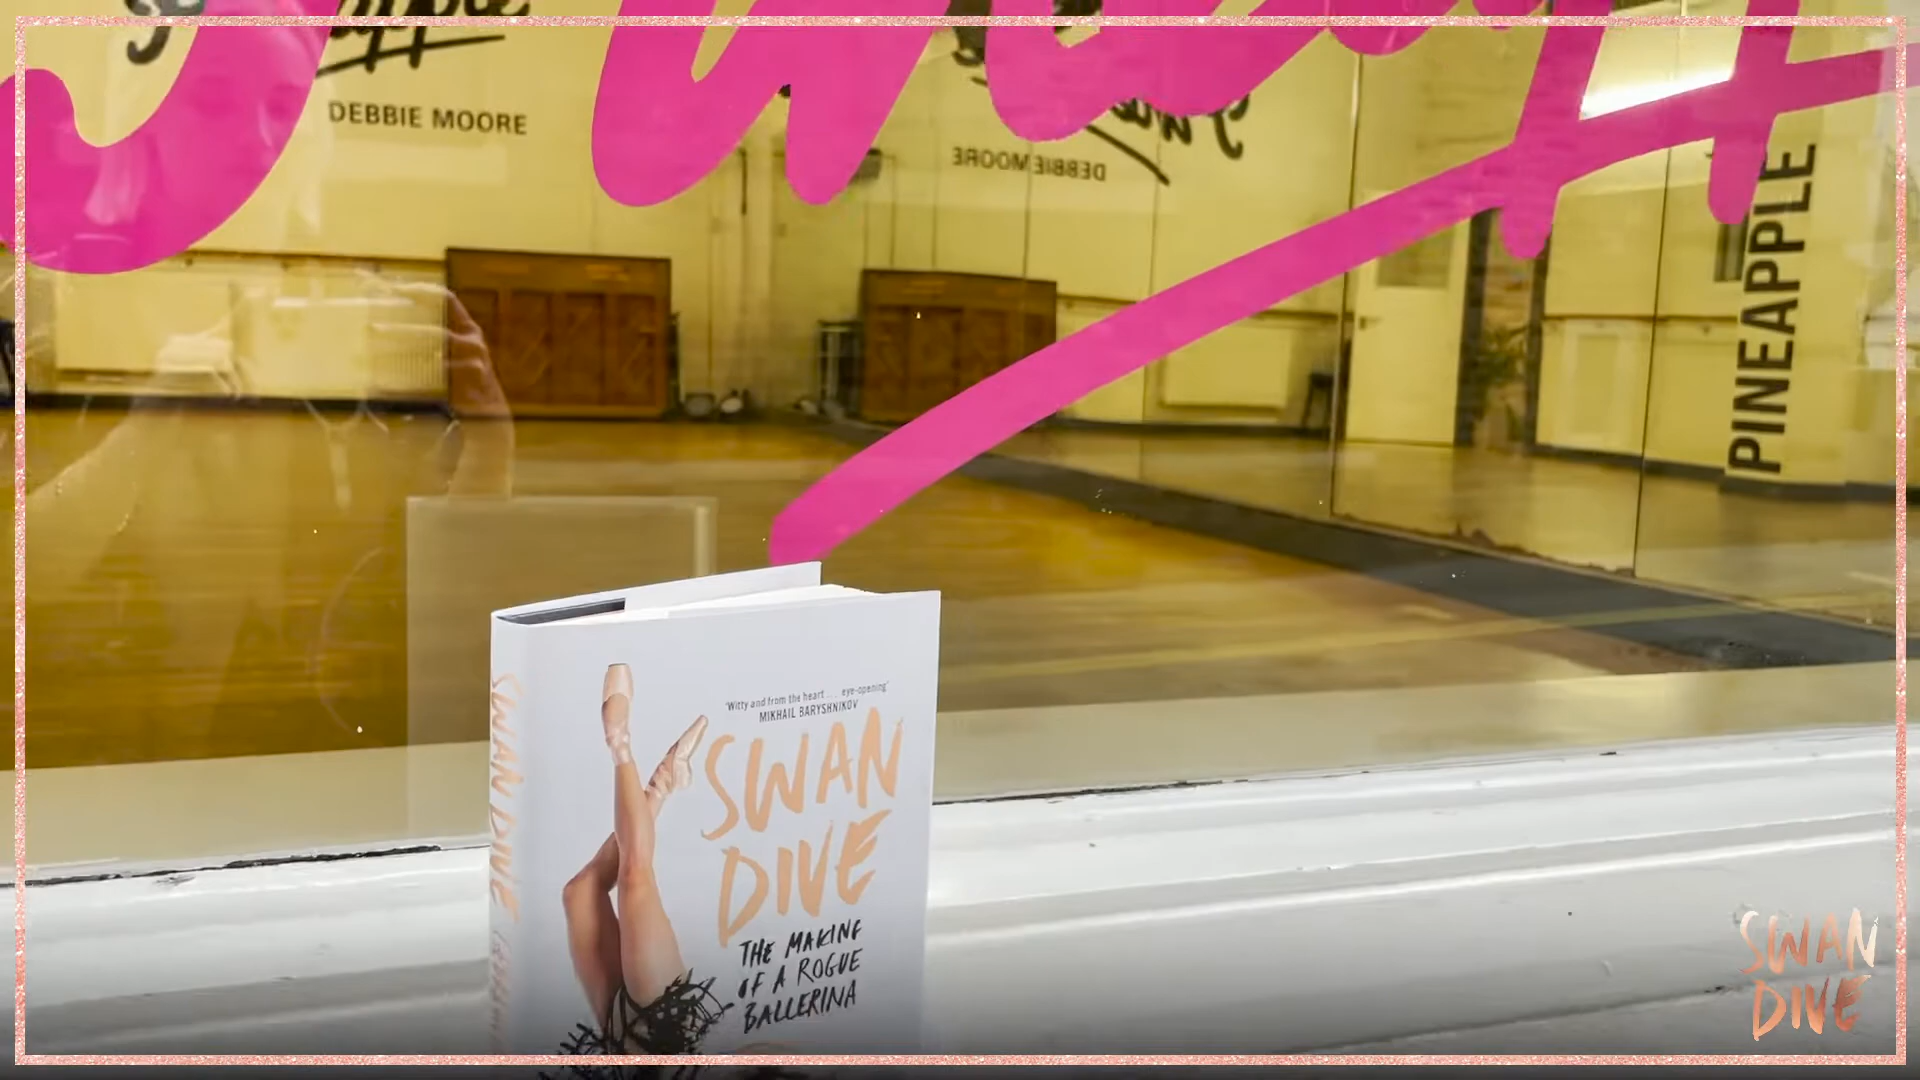 DEBBIE MOORE
DEBBIE MOORE
PINEAPPLE
'Witty and from the heart . . . eye-opening'
MIKHAIL BARYSHNIKOV
SWAN
DIVE
THE MAKING
OF A ROGUE
BALLERINA
SWAN DIVE
SWAN
DIVE